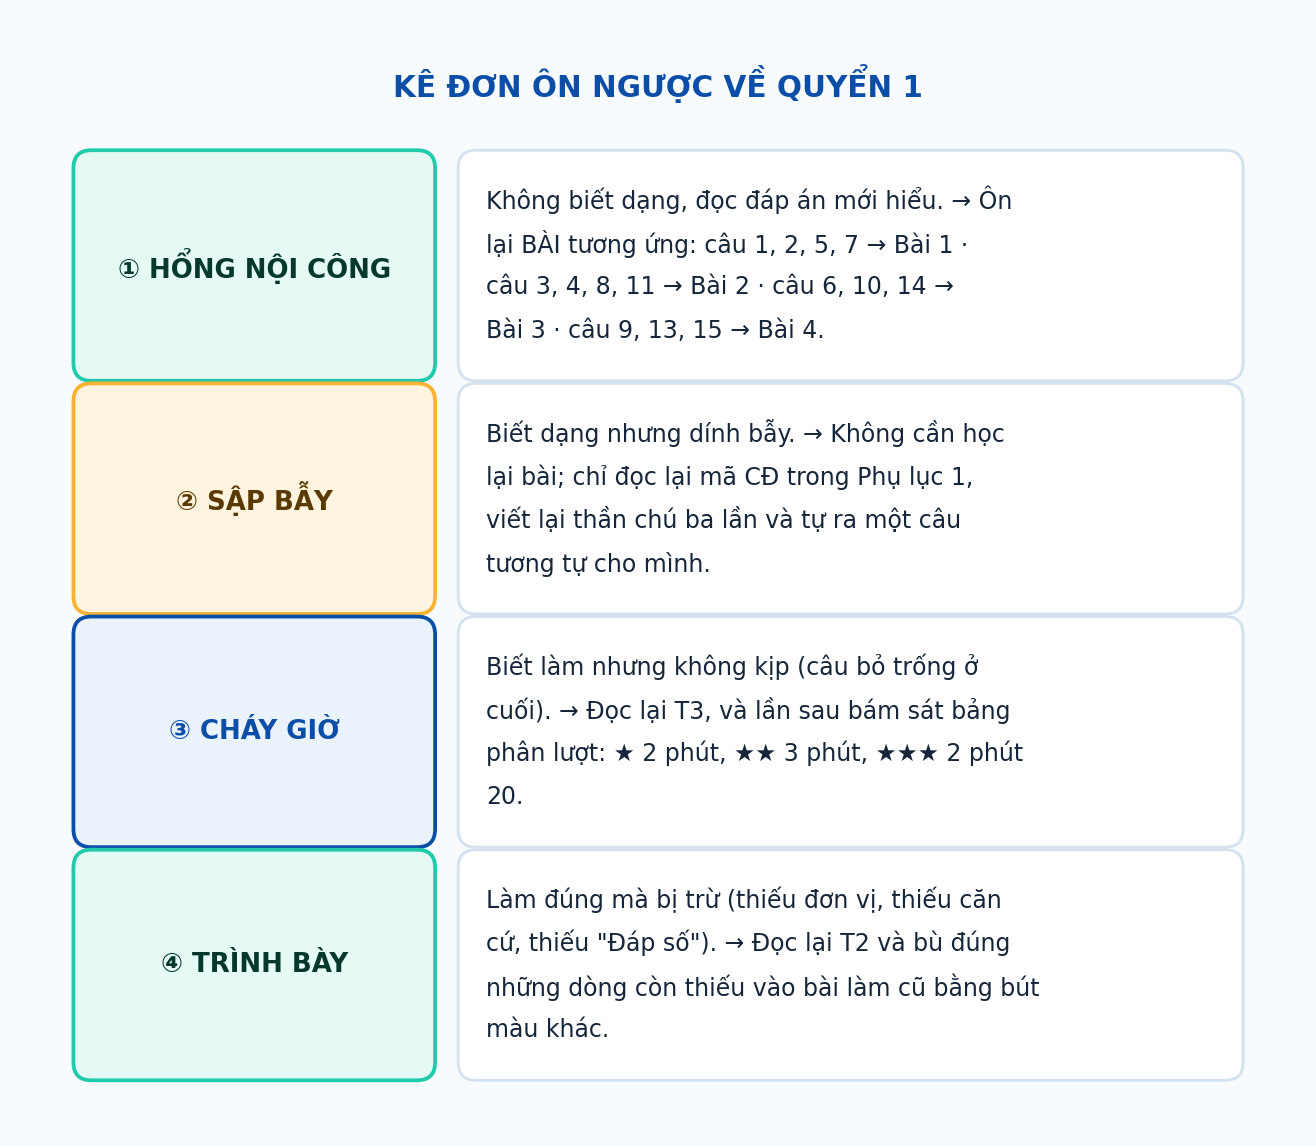 KÊ ĐƠN ÔN NGƯỢC VỀ QUYỂN 1
① HỔNG NỘI CÔNG
Không biết dạng, đọc đáp án mới hiểu. → Ôn
lại BÀI tương ứng: câu 1, 2, 5, 7 → Bài 1 ·
câu 3, 4, 8, 11 → Bài 2 · câu 6, 10, 14 →
Bài 3 · câu 9, 13, 15 → Bài 4.
② SẬP BẪY
Biết dạng nhưng dính bẫy. → Không cần học
lại bài; chỉ đọc lại mã CĐ trong Phụ lục 1,
viết lại thần chú ba lần và tự ra một câu
tương tự cho mình.
③ CHÁY GIỜ
Biết làm nhưng không kịp (câu bỏ trống ở
cuối). → Đọc lại T3, và lần sau bám sát bảng
phân lượt: ★ 2 phút, ★★ 3 phút, ★★★ 2 phút
20.
④ TRÌNH BÀY
Làm đúng mà bị trừ (thiếu đơn vị, thiếu căn
cứ, thiếu "Đáp số"). → Đọc lại T2 và bù đúng
những dòng còn thiếu vào bài làm cũ bằng bút
màu khác.